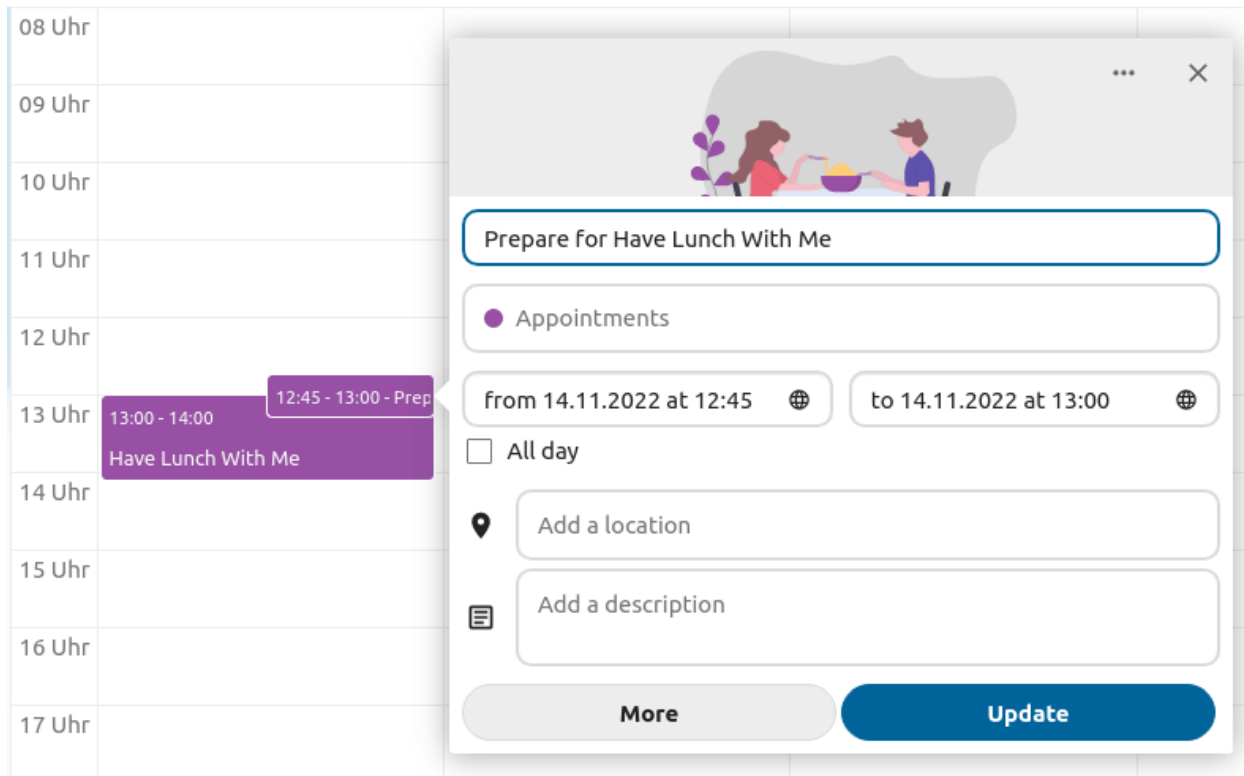 08 Uhr
09 Uhr
10 Uhr
11 Uhr
12 Uhr
13 Uhr
14 Uhr
15 Uhr
16 Uhr
17 Uhr
12:45 - 13:00 - Prep
13:00 - 14:00
Have Lunch With Me
Prepare for Have Lunch With Me
Appointments
from 14.11.2022 at 12:45
to 14.11.2022 at 13:00
All day
Add a location
Add a description
More
Update